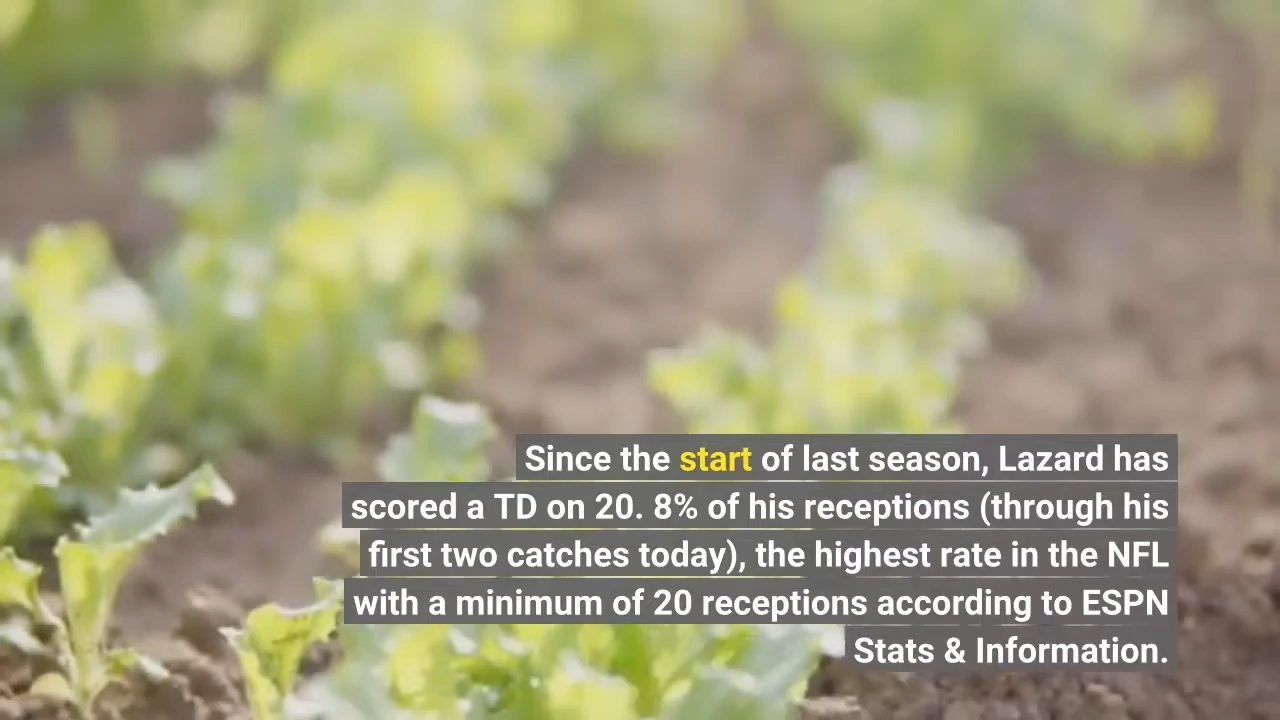 Since the start of last season, Lazard has
scored a TD on 20. 8% of his receptions (through his
first two catches today), the highest rate in the NFL
with a minimum of 20 receptions according to ESPN
Stats & Information.